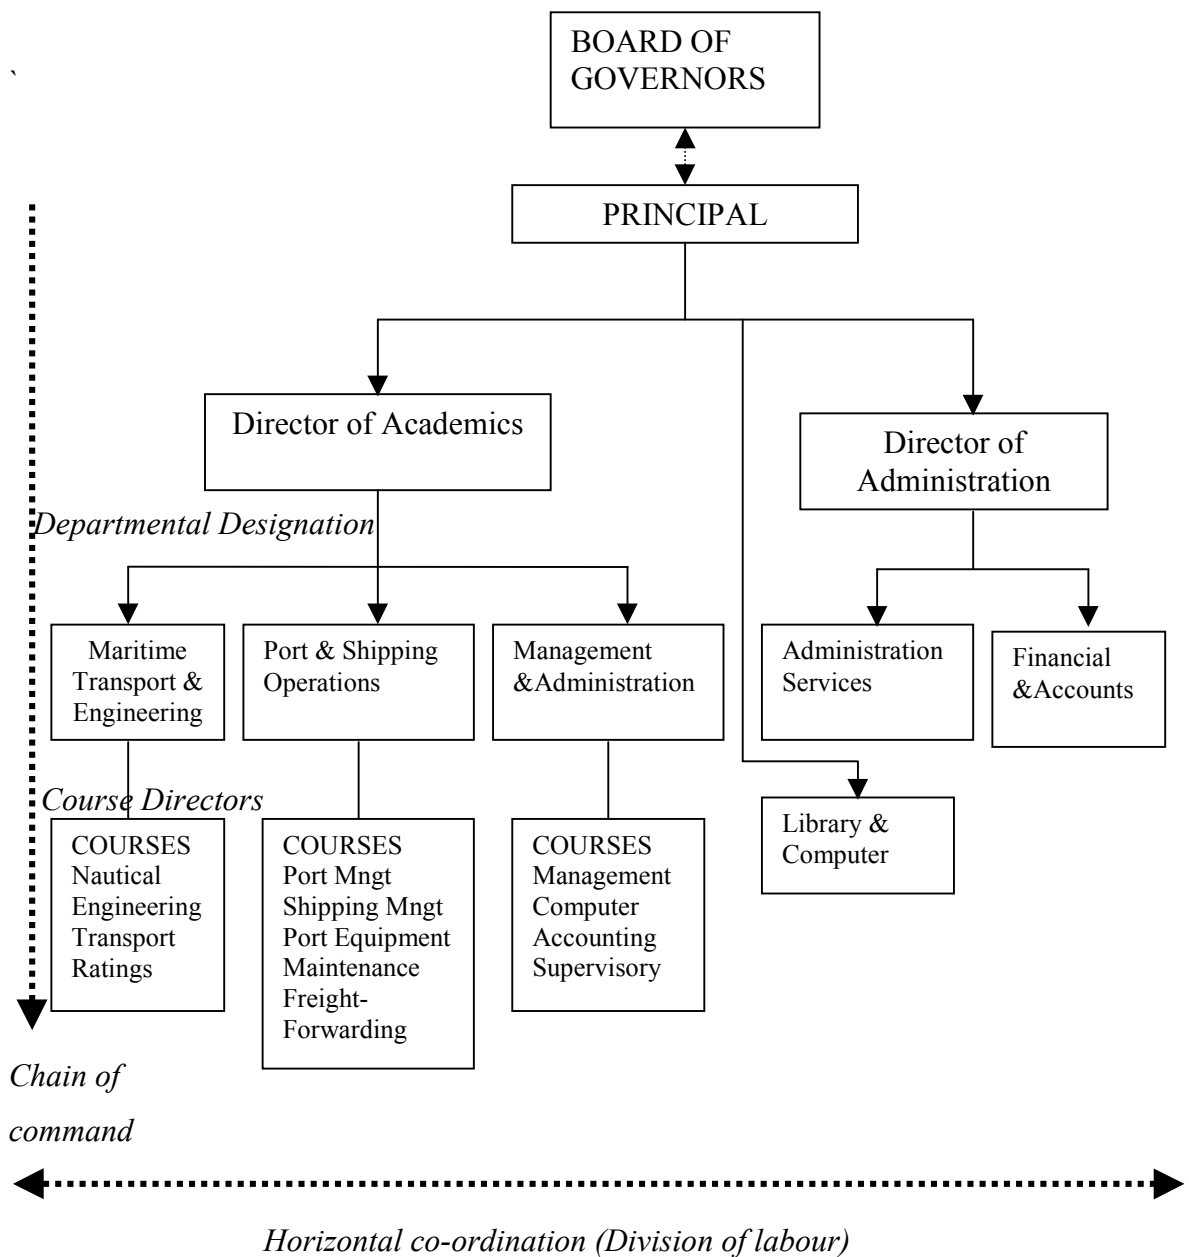 BOARD OF
GOVERNORS
`
PRINCIPAL
Director of Academics
Director of
Administration
Departmental Designation
Maritime
Transport &
Engineering
Port & Shipping
Operations
Management
&Administration
Administration
Services
Financial
&Accounts
Course Directors
COURSES
Nautical
Engineering
Transport
Ratings
COURSES
Port Mngt
Shipping Mngt
Port Equipment
Maintenance
Freight-
Forwarding
COURSES
Management
Computer
Accounting
Supervisory
Library &
Computer
Chain of
command
Horizontal co-ordination (Division of labour)